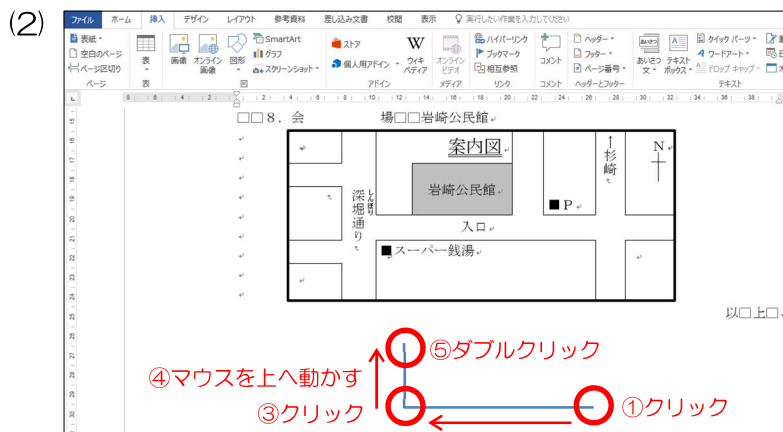 (2)
ファイル ホーム 挿入 デザイン レイアウト 参考資料 差し込み文書 校閲 表示 実行したい作業を入力してください
表紙 空白のページ ページ区切り
表
画像 オンライン画像 図形 SmartArt グラフ スクリーンショット
ストア 個人用アドイン ウィキペディア
オンラインビデオ
ハイパーリンク ブックマーク 相互参照
コメント
ヘッダー フッター ページ番号
あいさつ文 テキストボックス クイック パーツ ワードアート ドロップ キャップ
ページ 表 図 アドイン メディア リンク コメント ヘッダーとフッター テキスト
□□8．会 場□□岩崎公民館
案内図
↑杉崎
N
岩崎公民館
深堀通り
しんぼり
■P
入口
■スーパー銭湯
以□上□
⑤ダブルクリック
④マウスを上へ動かす
③クリック
①クリック